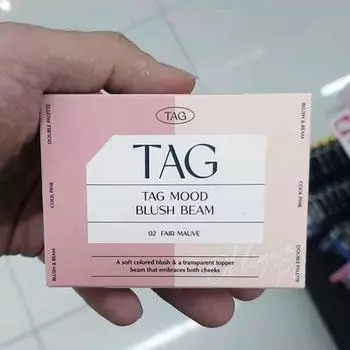 TAG
TAG
TAG MOOD
BLUSH BEAM
02 FAIR MAUVE
A soft colored blush & a transparent topper
beam that embraces both cheeks
BLUSH & BEAM
COOL PINK
DOUBLE PALETTE
BLUSH & BEAM
COOL PINK
DOUBLE PALETTE